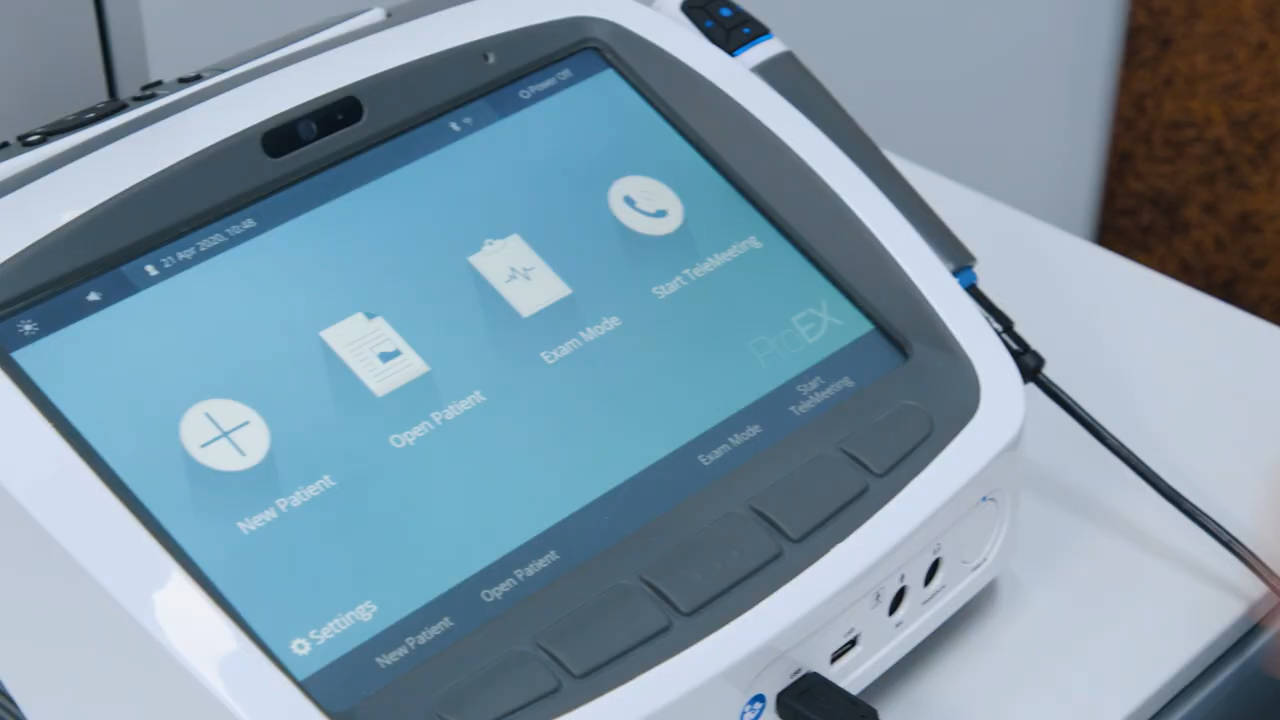 Power Off
21 Apr 2020, 10:48
New Patient
Open Patient
Exam Mode
Start TeleMeeting
ProEX
Settings
New Patient
Open Patient
Exam Mode
Start
TeleMeeting